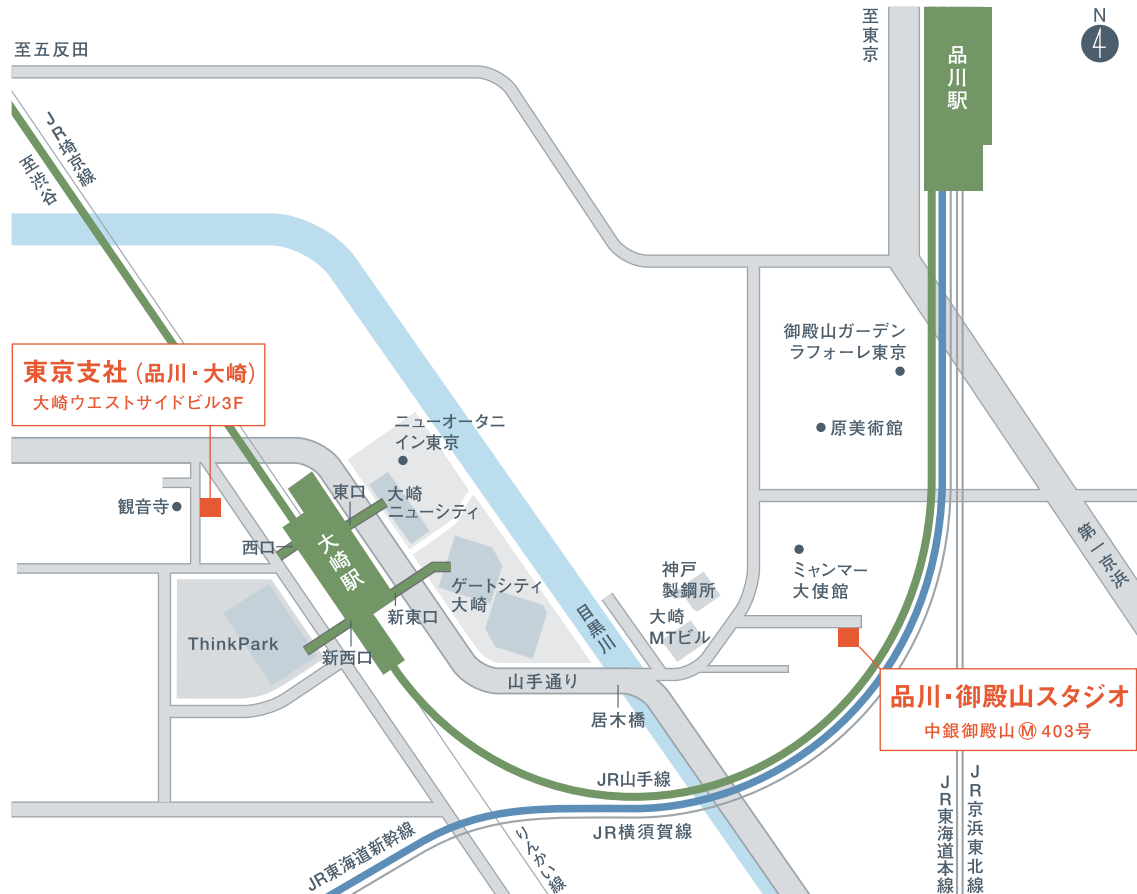 至五反田
至東京
N
品川駅
JR埼京線
至渋谷
御殿山ガーデン
ラフォーレ東京
東京支社（品川・大崎）
大崎ウエストサイドビル3F
ニューオータニ
イン東京
原美術館
観音寺
東口
大崎
ニューシティ
西口
大崎駅
第一京浜
ミャンマー
大使館
神戸
製鋼所
ゲートシティ
大崎
新東口
目黒川
大崎
MTビル
ThinkPark
新西口
山手通り
居木橋
品川・御殿山スタジオ
中銀御殿山Ⓜ403号
JR山手線
JR横須賀線
JR東海道新幹線
りんかい線
JR東海道本線
JR京浜東北線